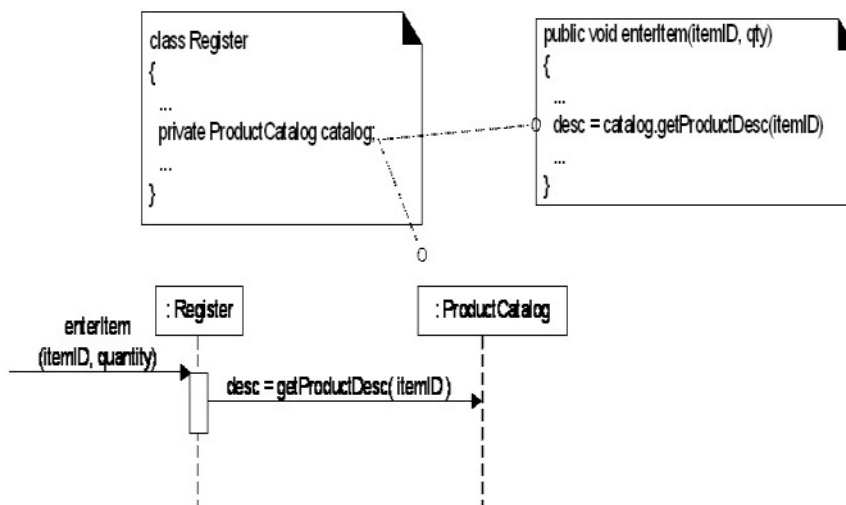 class Register
{
...
private ProductCatalog catalog;
...
}
public void enterItem(itemID, qty)
{
...
desc = catalog.getProductDesc(itemID)
...
}
: Register
: ProductCatalog
enterItem
(itemID, quantity)
desc = getProductDesc( itemID )